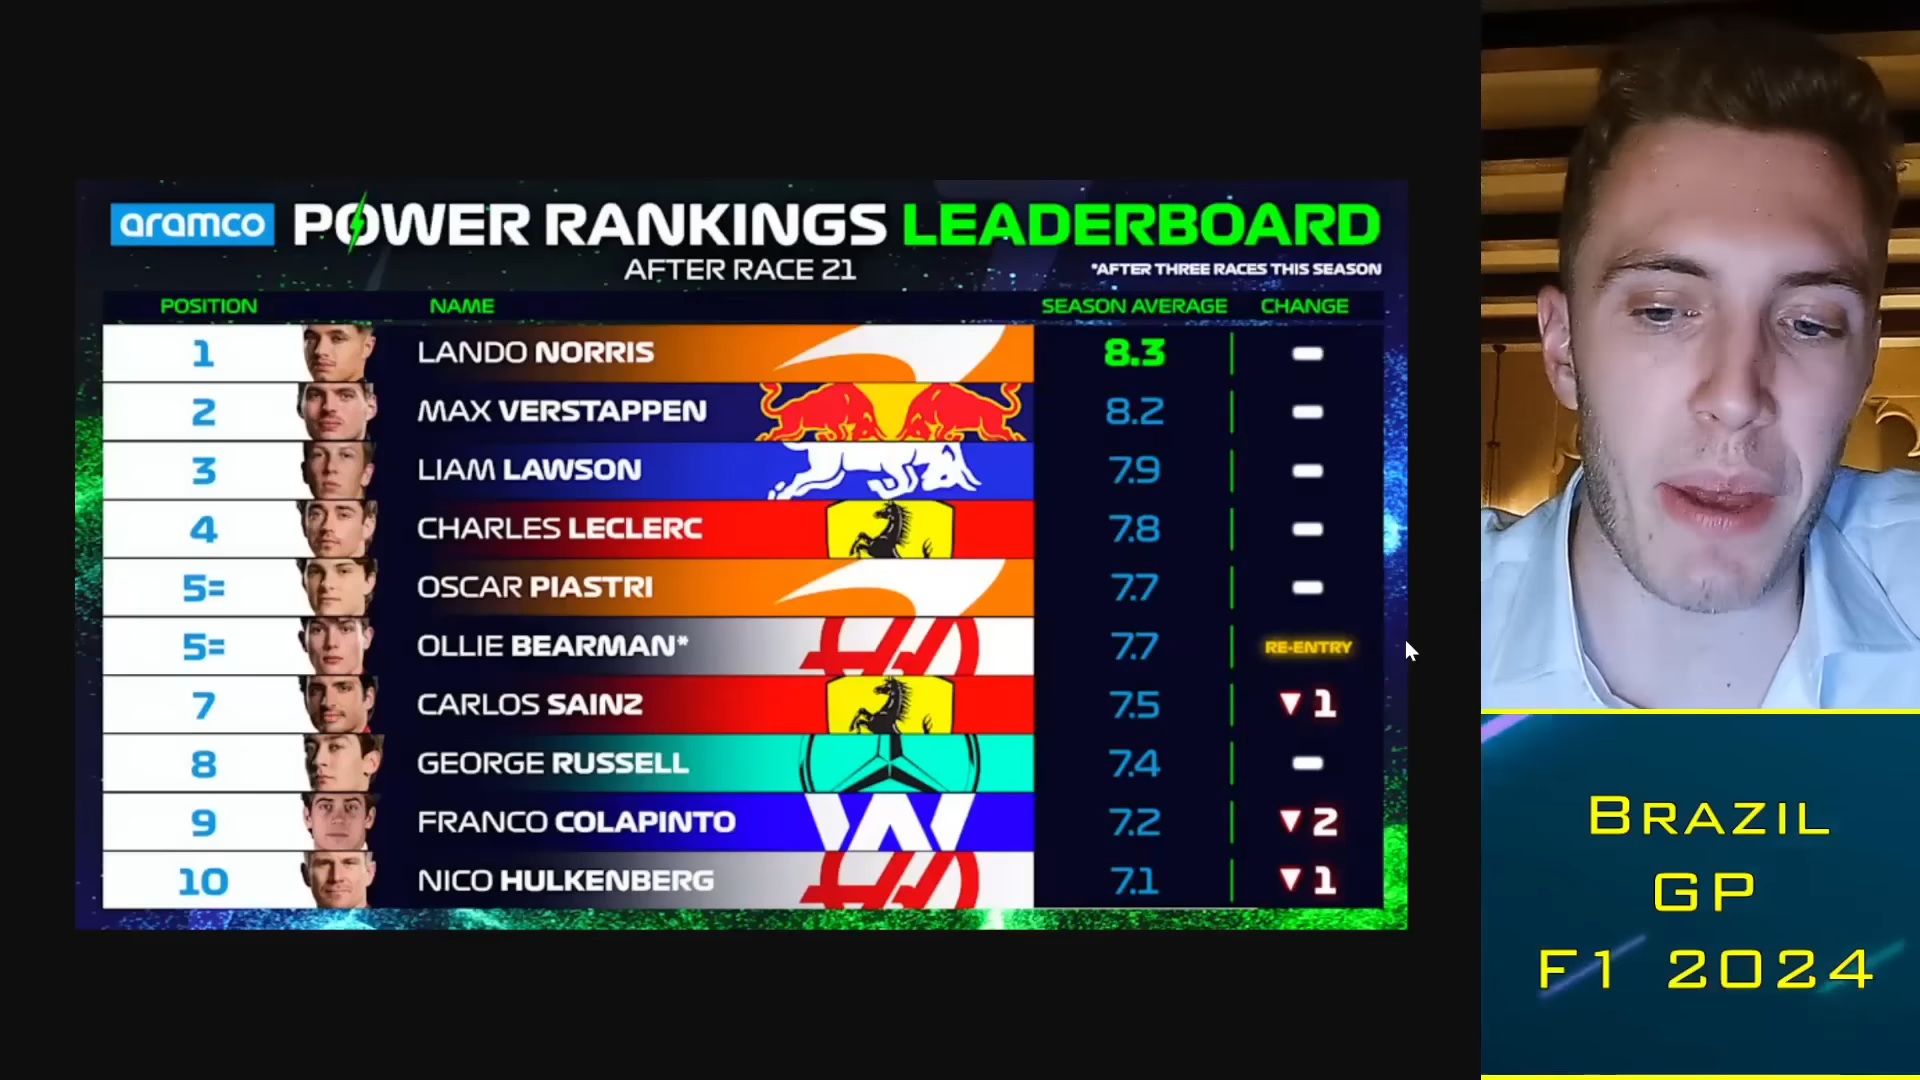 aramco POWER RANKINGS LEADERBOARD
AFTER RACE 21
*AFTER THREE RACES THIS SEASON
POSITION NAME SEASON AVERAGE CHANGE
1 LANDO NORRIS 8.3
2 MAX VERSTAPPEN 8.2
3 LIAM LAWSON 7.9
4 CHARLES LECLERC 7.8
5= OSCAR PIASTRI 7.7
5= OLLIE BEARMAN* 7.7 RE-ENTRY
7 CARLOS SAINZ 7.5 ▼ 1
8 GEORGE RUSSELL 7.4
9 FRANCO COLAPINTO 7.2 ▼ 2
10 NICO HULKENBERG 7.1 ▼ 1
BRAZIL
GP
F1 2024